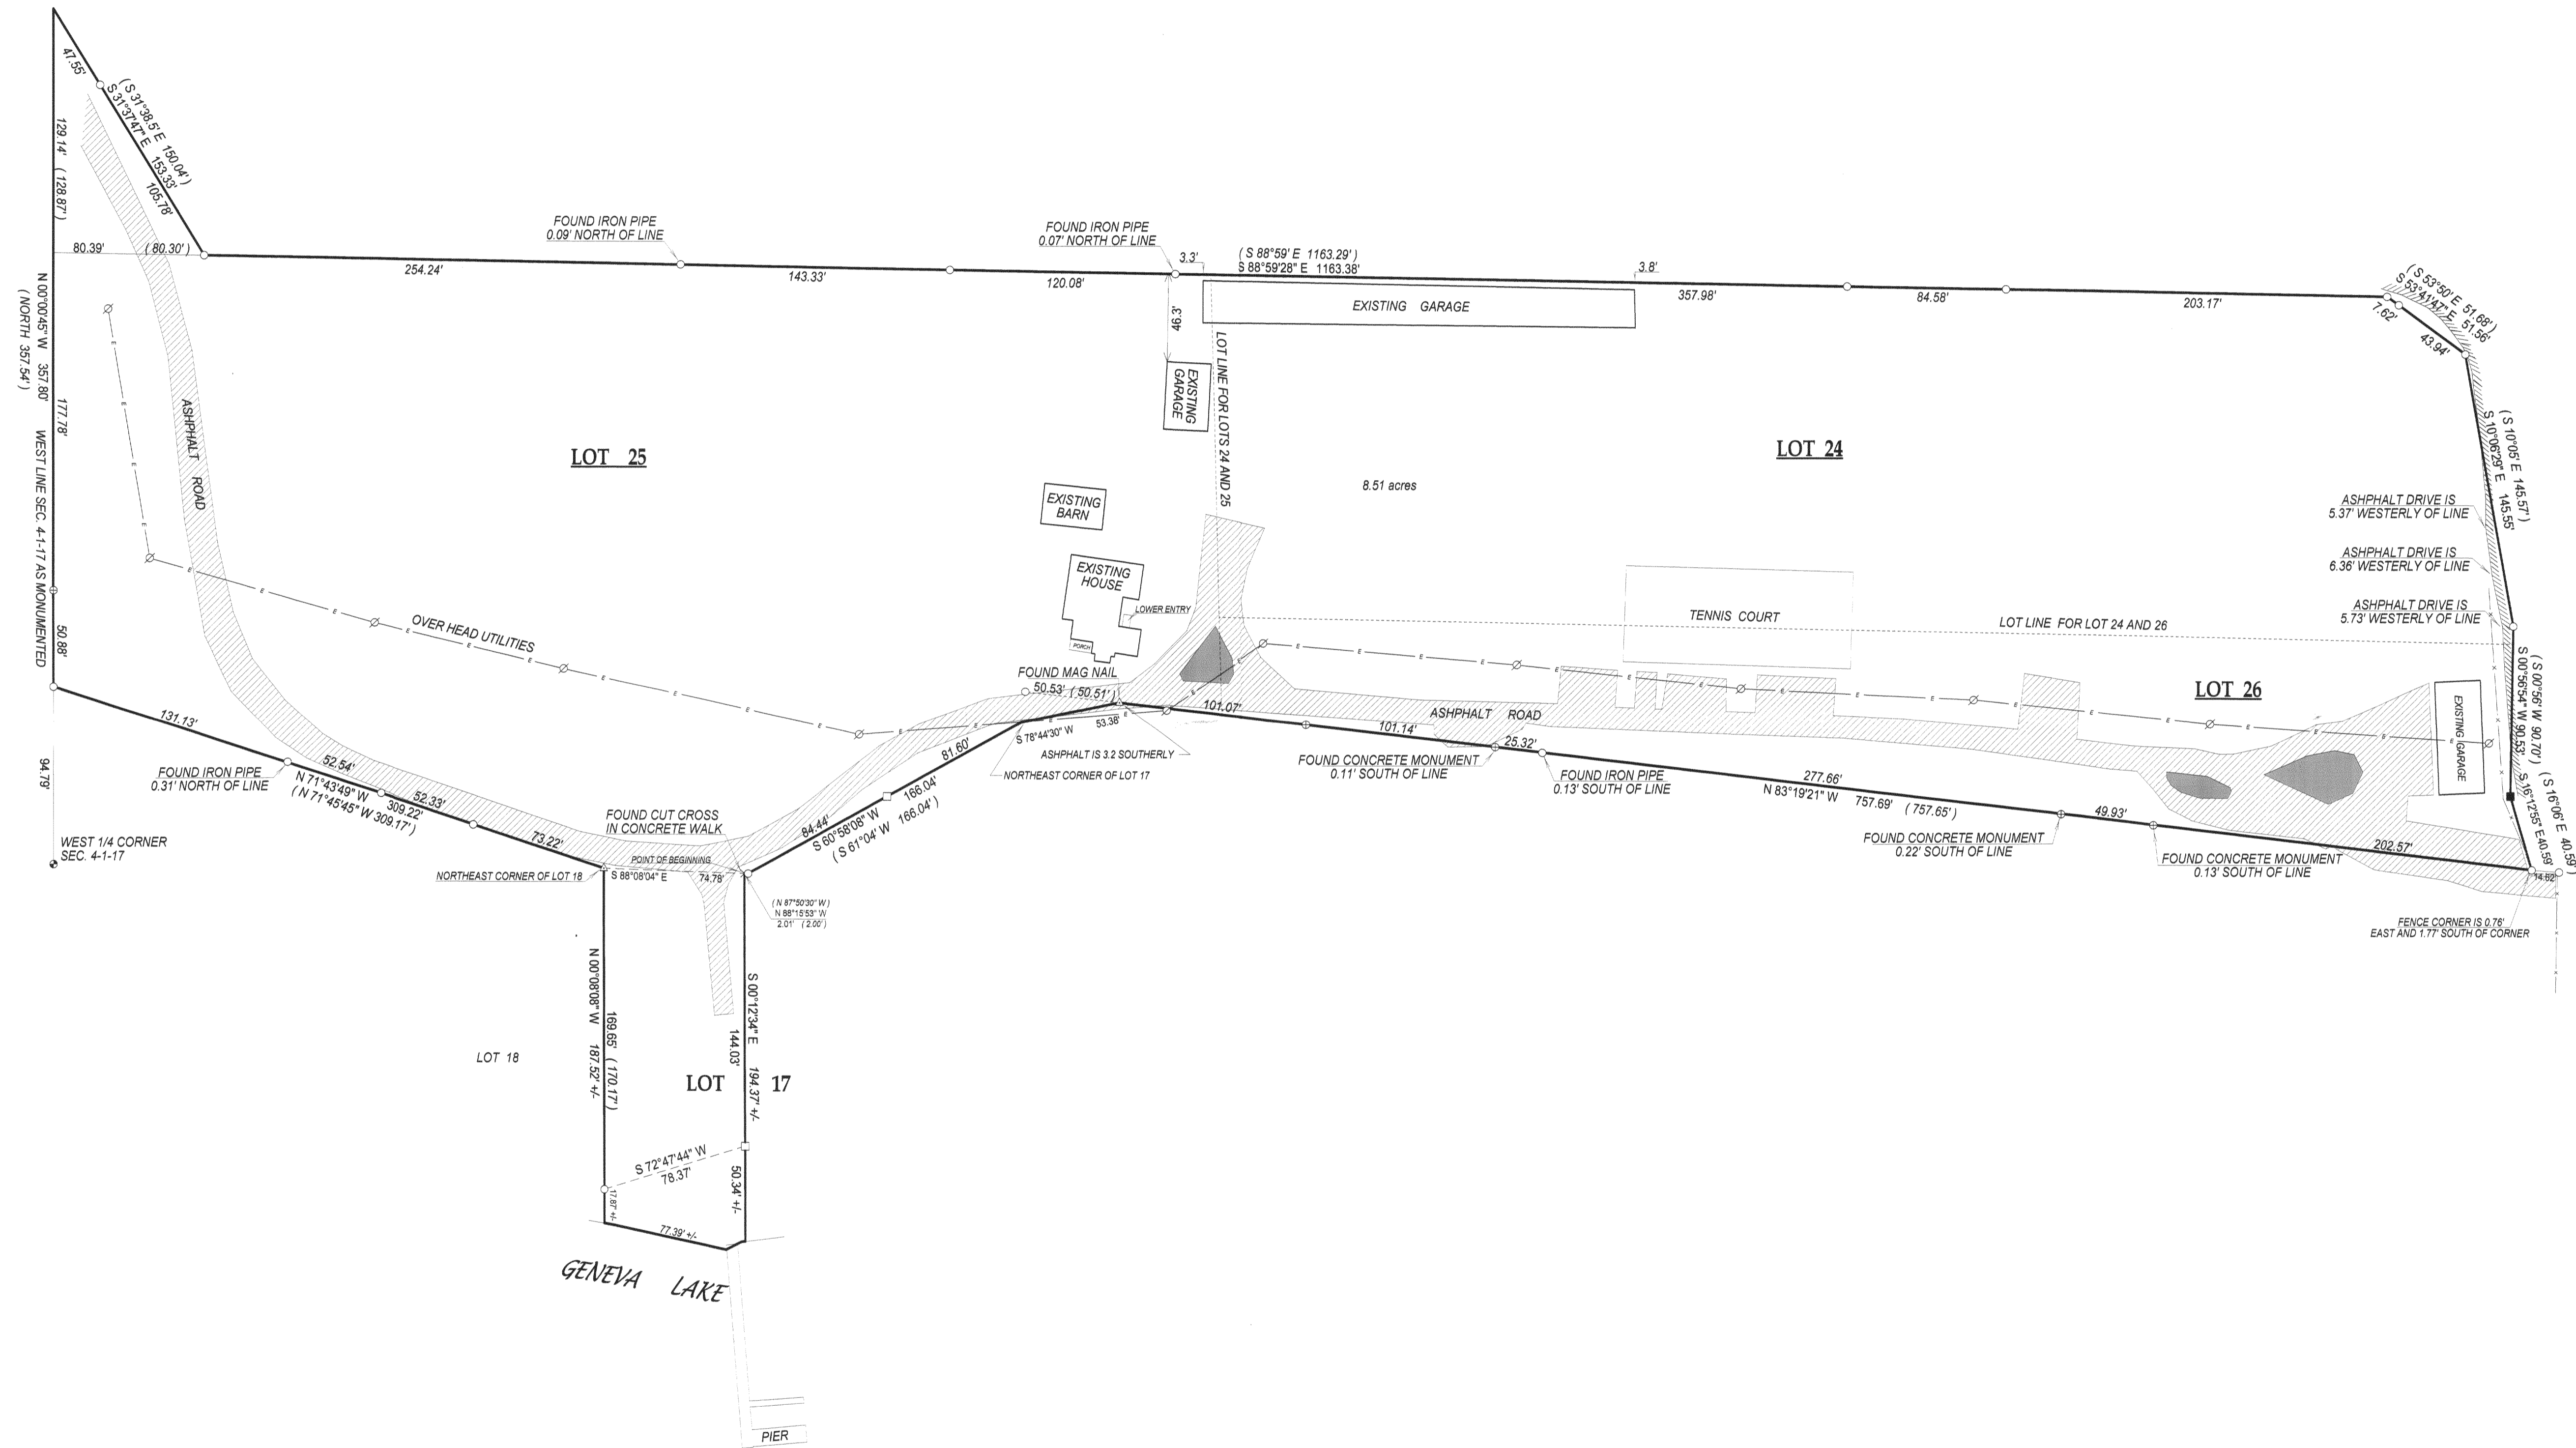 47.55'
( S 31°38.5' E 150.04')
S 31°37'47" E 153.33'
105.78'
129.14' ( 128.87')
80.39' ( 80.30')
N 00°00'45" W 357.80' WEST LINE SEC. 4-1-17 AS MONUMENTED
( NORTH 357.54')
177.78'
50.88'
94.79'
WEST 1/4 CORNER
SEC. 4-1-17
ASHPHALT ROAD
254.24'
FOUND IRON PIPE
0.09' NORTH OF LINE
143.33'
FOUND IRON PIPE
0.07' NORTH OF LINE
120.08'
3.3'
( S 88°59' E 1163.29')
S 88°59'28" E 1163.38'
3.8'
357.98'
84.58'
203.17'
EXISTING GARAGE
46.3'
EXISTING
GARAGE
LOT LINE FOR LOTS 24 AND 25
( S 53°50' E 51.68')
S 53°41'47" E 51.56'
7.62'
43.94'
( S 10°05' E 145.57')
S 10°06'29" E 145.55'
LOT 25
LOT 24
8.51 acres
EXISTING
BARN
EXISTING
HOUSE
LOWER ENTRY
PORCH
ASHPHALT DRIVE IS
5.37' WESTERLY OF LINE
ASHPHALT DRIVE IS
6.36' WESTERLY OF LINE
ASHPHALT DRIVE IS
5.73' WESTERLY OF LINE
TENNIS COURT
LOT LINE FOR LOT 24 AND 26
LOT 26
OVER HEAD UTILITIES
FOUND MAG NAIL
50.53' ( 50.51')
101.07'
53.38'
S 78°44'30" W
ASHPHALT IS 3.2 SOUTHERLY
NORTHEAST CORNER OF LOT 17
ASHPHALT ROAD
101.14'
25.32'
FOUND CONCRETE MONUMENT
0.11' SOUTH OF LINE
FOUND IRON PIPE
0.13' SOUTH OF LINE
277.66'
N 83°19'21" W 757.69' ( 757.65')
FOUND CONCRETE MONUMENT
0.22' SOUTH OF LINE
49.93'
FOUND CONCRETE MONUMENT
0.13' SOUTH OF LINE
202.57'
EXISTING GARAGE
( S 00°56' W 90.70')
S 00°56'54" W 90.53'
( S 16°06' E 40.59')
S 16°12'55" E 40.59'
14.62'
FENCE CORNER IS 0.76'
EAST AND 1.77' SOUTH OF CORNER
131.13'
FOUND IRON PIPE
0.31' NORTH OF LINE
52.54'
N 71°43'49" W 309.22'
( N 71°45'45" W 309.17')
52.33'
73.22'
81.60'
166.04'
84.44'
S 60°58'08" W
( S 61°04' W 166.04')
FOUND CUT CROSS
IN CONCRETE WALK
POINT OF BEGINNING
NORTHEAST CORNER OF LOT 18
S 88°08'04" E 74.78'
( N 87°50'30" W )
N 88°15'53" W
2.01' ( 2.00')
N 00°08'08" W 187.52' +/-
169.65' ( 170.17')
S 00°12'34" E 194.37' +/-
144.03'
LOT 18
LOT 17
S 72°47'44" W
78.37'
17.87' +/-
50.34' +/-
77.39' +/-
GENEVA LAKE
PIER